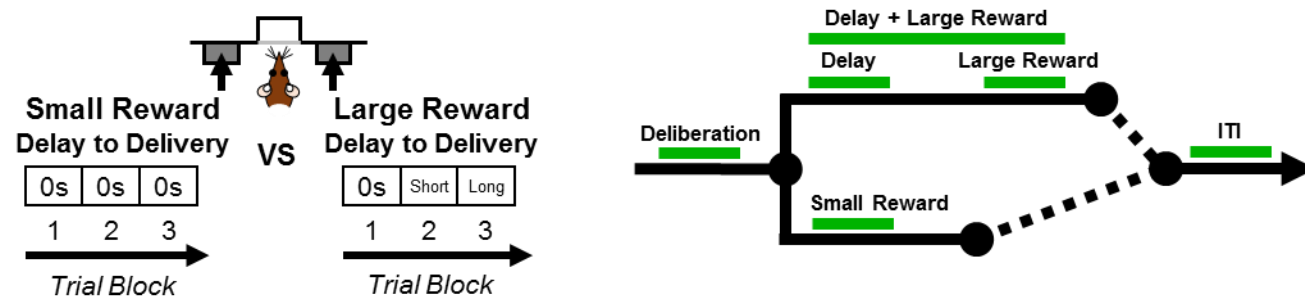 Small Reward
Delay to Delivery
0s 0s 0s
1 2 3
Trial Block
VS
Large Reward
Delay to Delivery
0s Short Long
1 2 3
Trial Block
Delay + Large Reward
Delay Large Reward
Deliberation
ITI
Small Reward